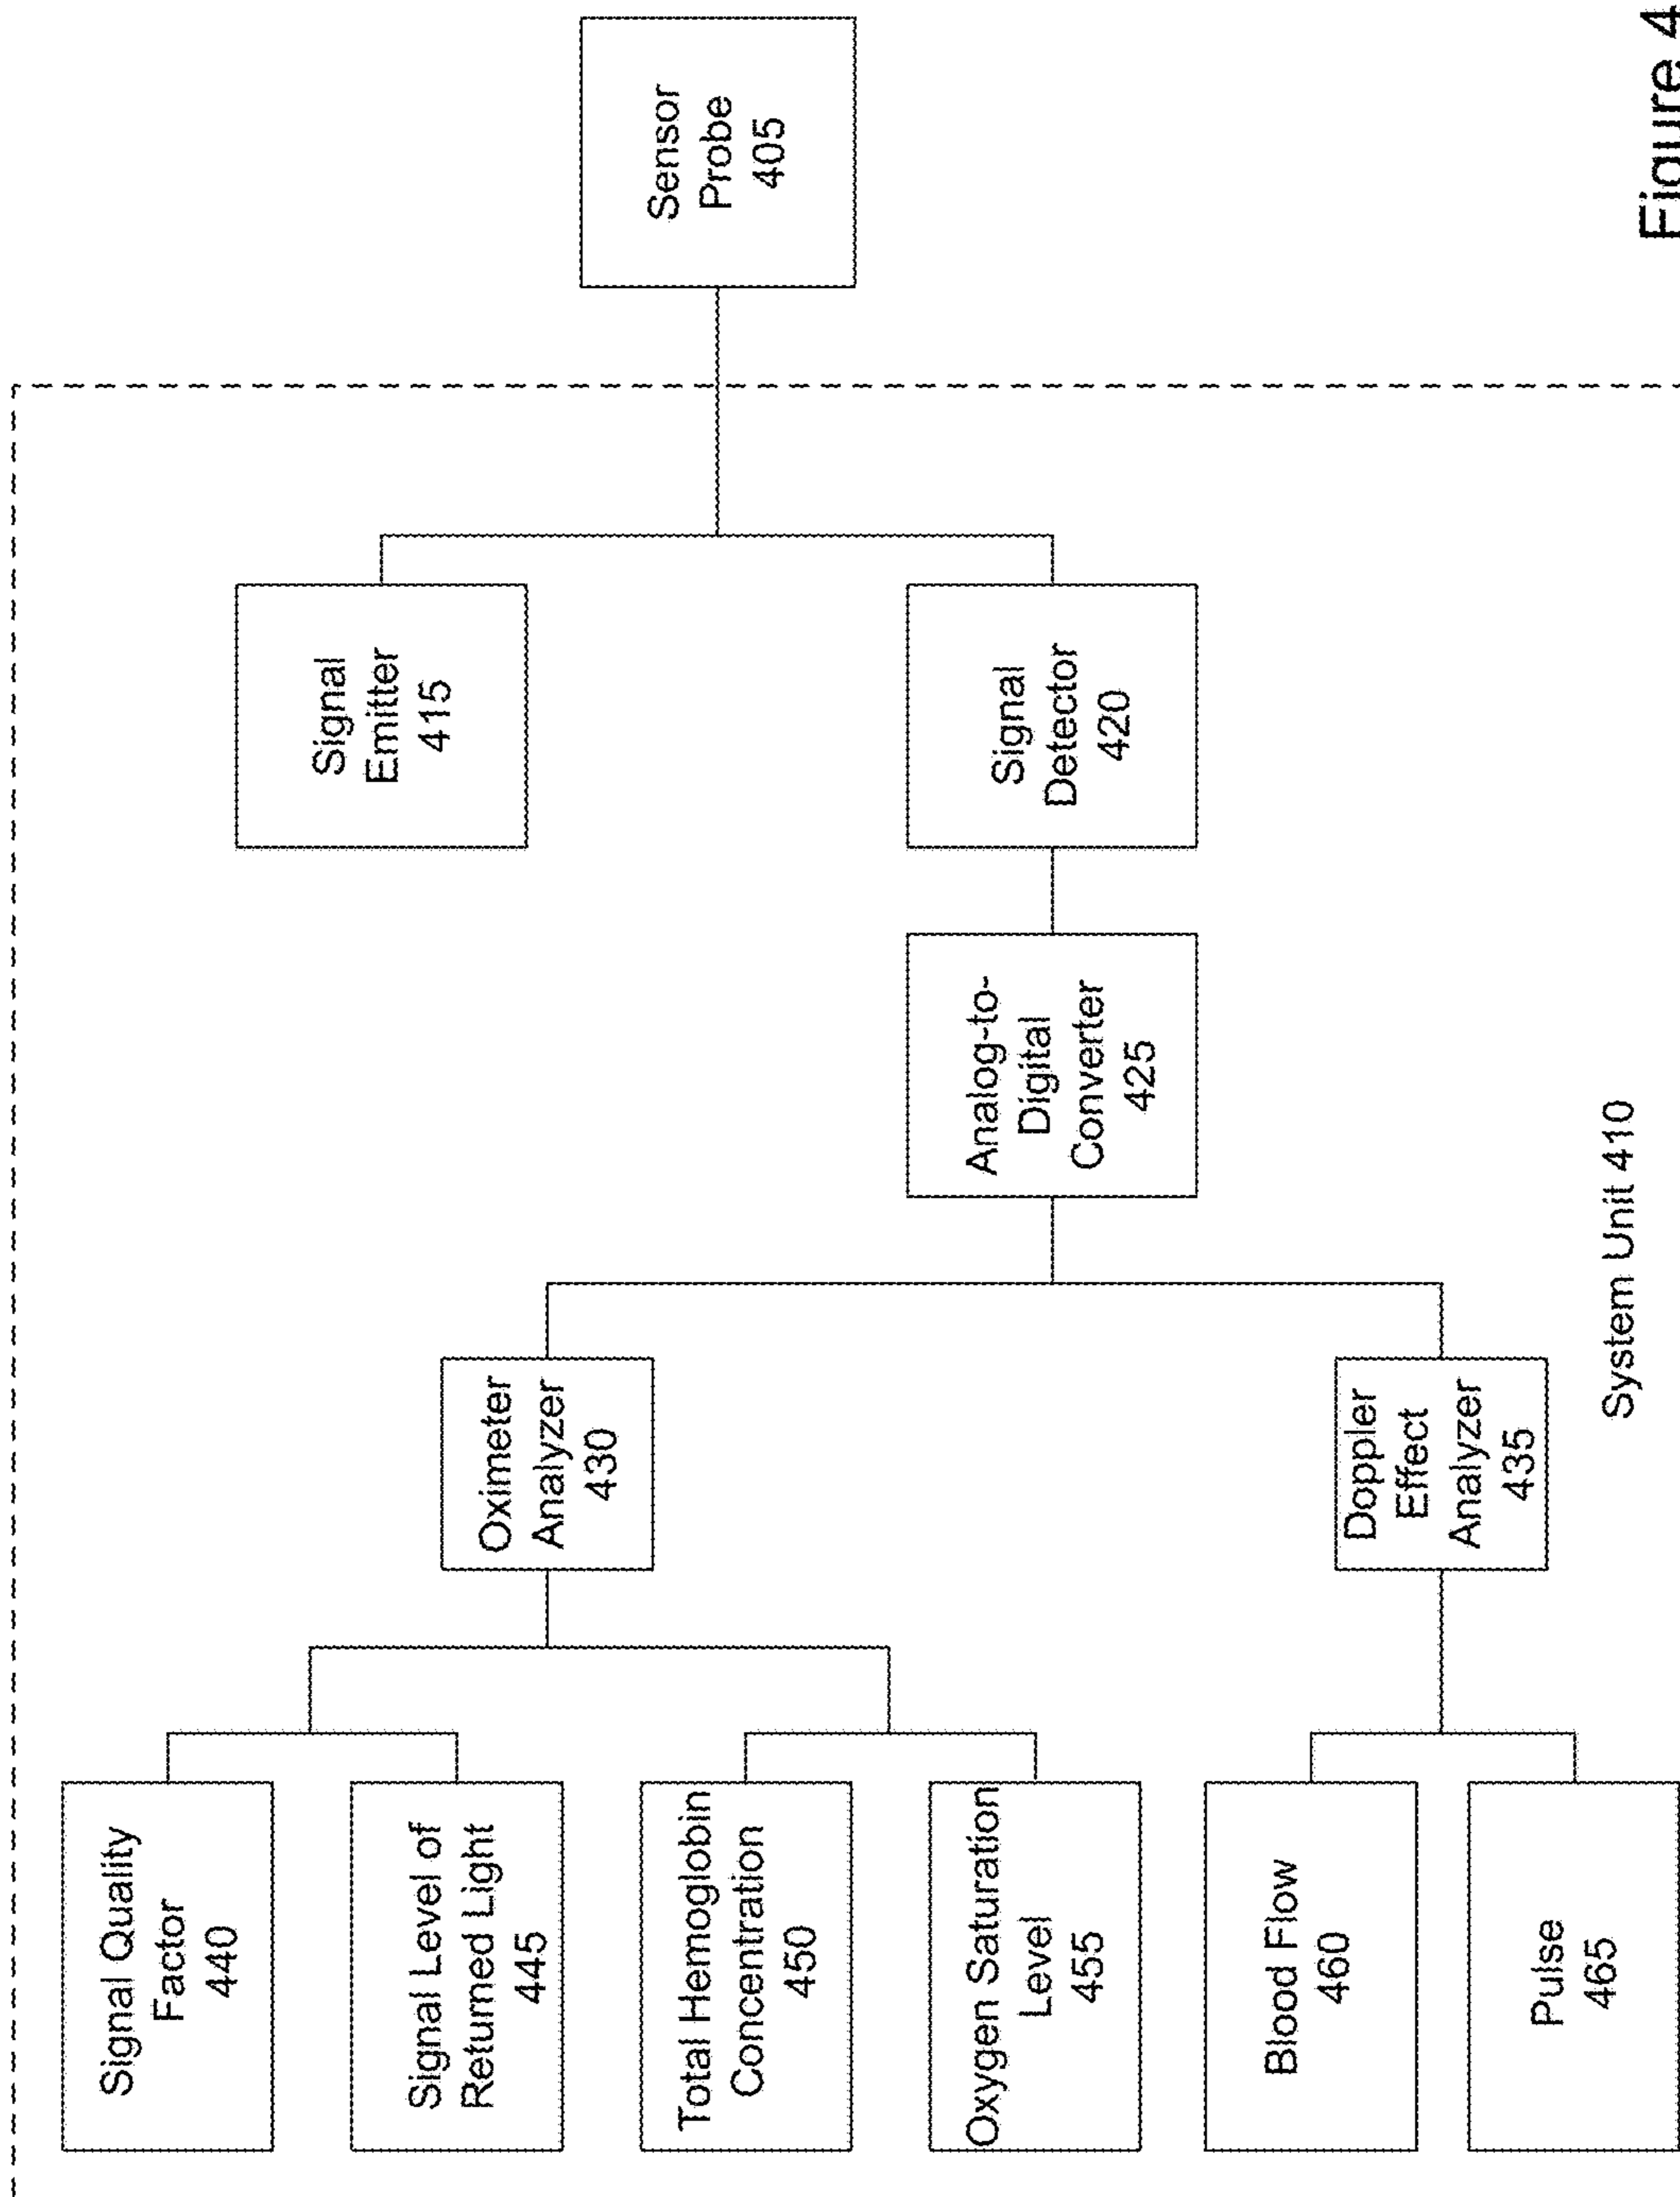 Signal Quality
Factor
440
Signal Level of
Returned Light
445
Total Hemoglobin
Concentration
450
Oxygen Saturation
Level
455
Blood Flow
460
Pulse
465
Oximeter
Analyzer
430
Doppler
Effect
Analyzer
435
Analog-to-
Digital
Converter
425
Signal
Emitter
415
Signal
Detector
420
Sensor
Probe
405
System Unit 410
Figure 4